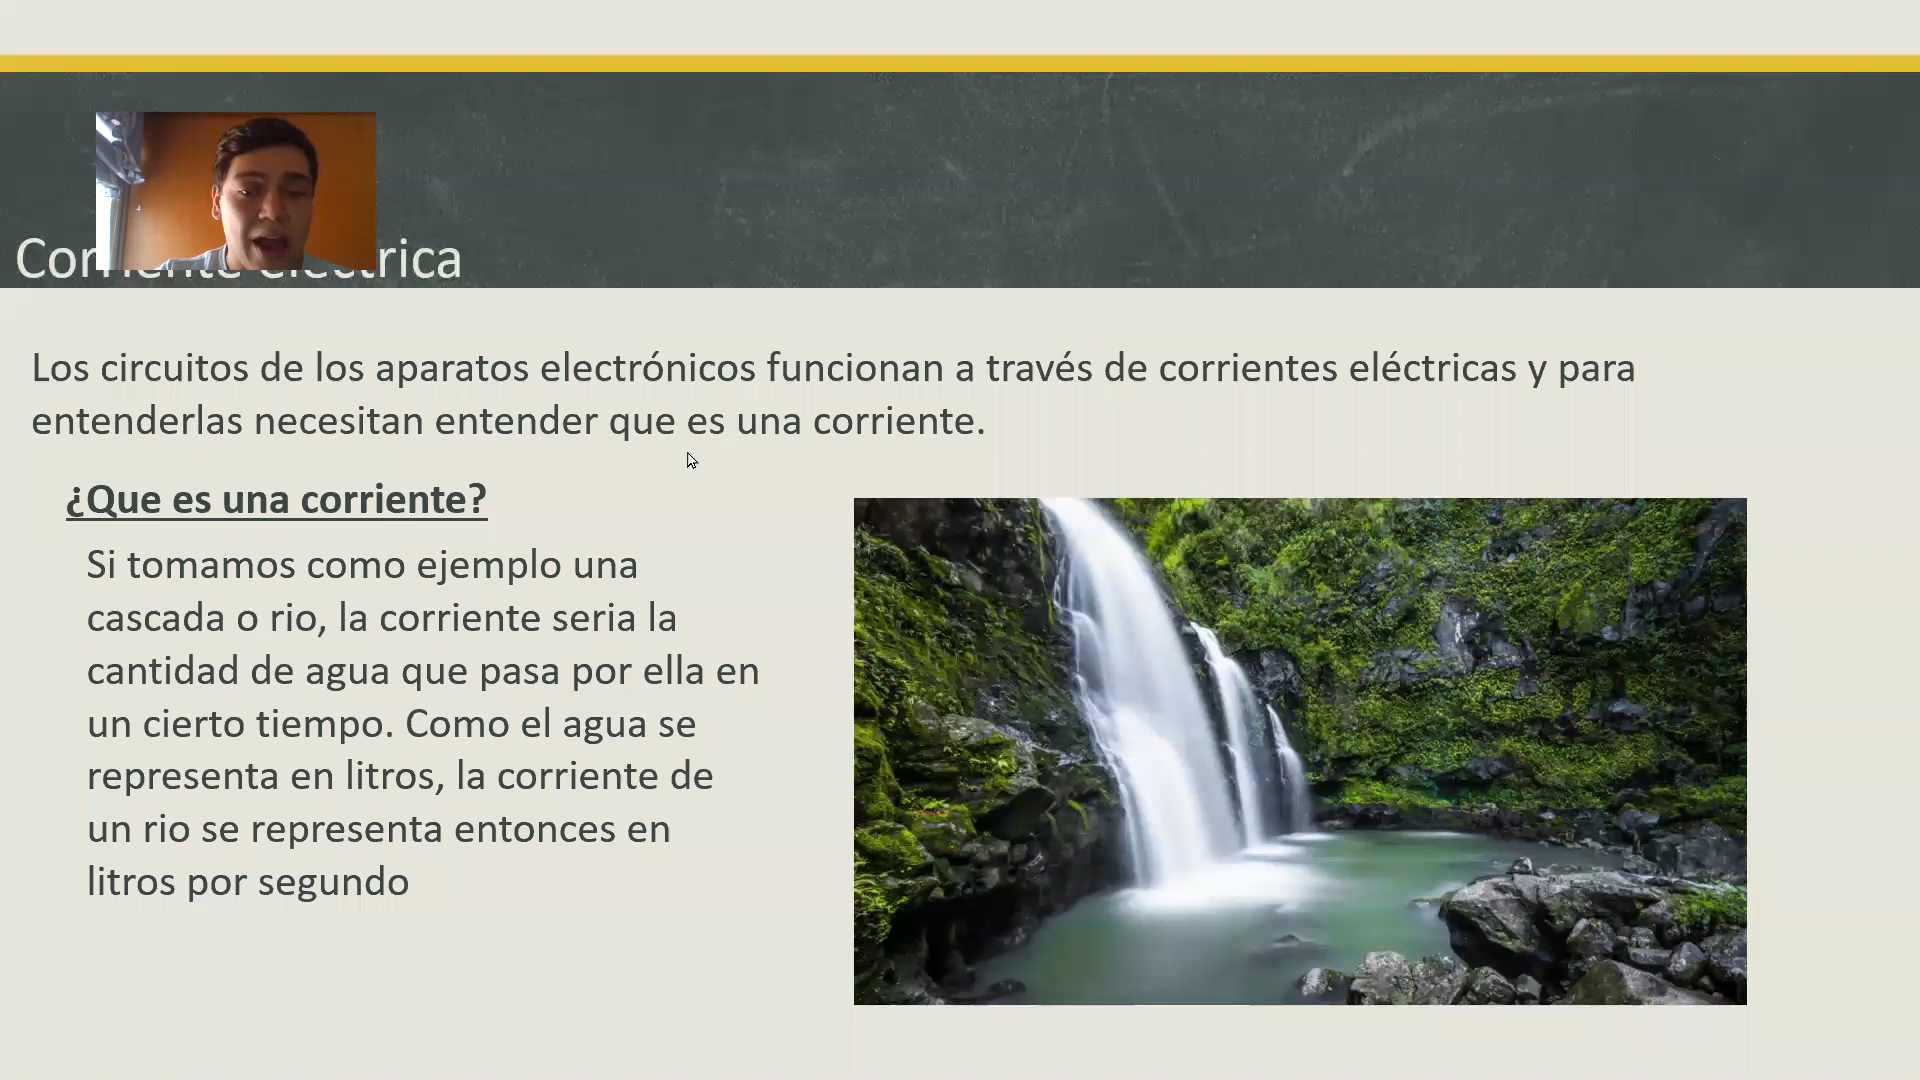 Corriente eléctrica
Los circuitos de los aparatos electrónicos funcionan a través de corrientes eléctricas y para
entenderlas necesitan entender que es una corriente.
¿Que es una corriente?
Si tomamos como ejemplo una
cascada o rio, la corriente seria la
cantidad de agua que pasa por ella en
un cierto tiempo. Como el agua se
representa en litros, la corriente de
un rio se representa entonces en
litros por segundo